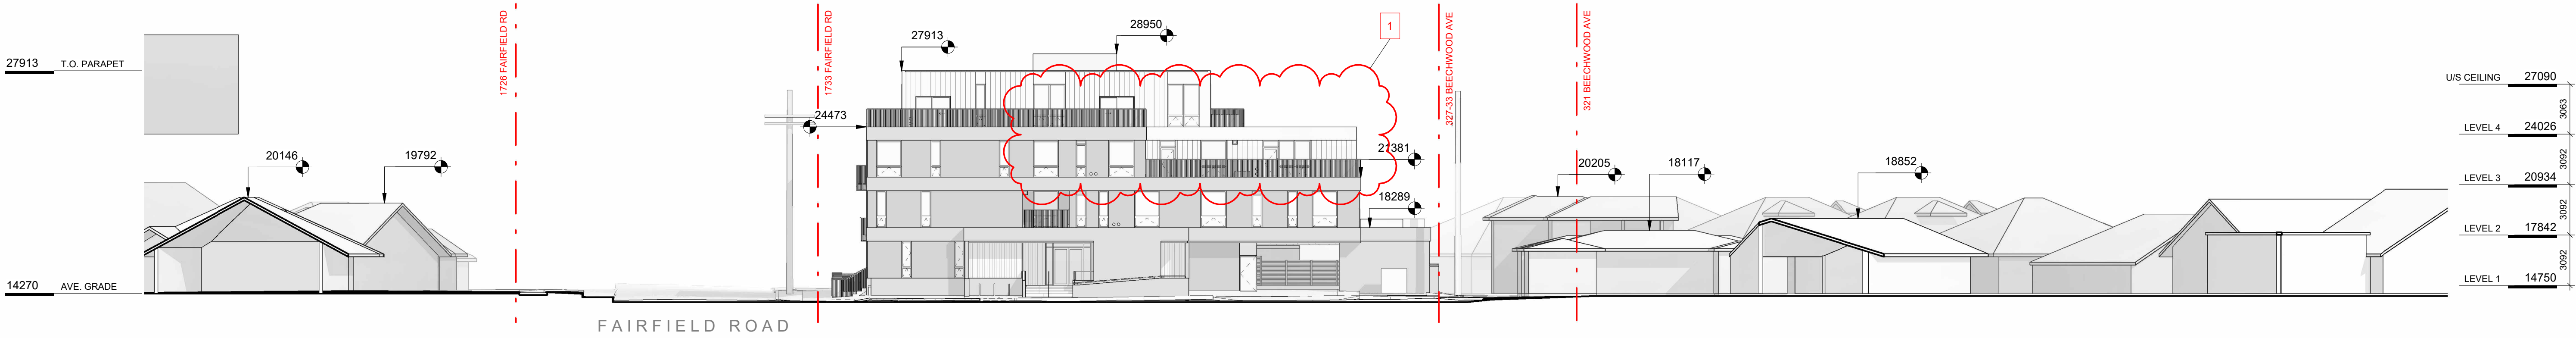 27913 T.O. PARAPET
14270 AVE. GRADE
20146
19792
1726 FAIRFIELD RD
FAIRFIELD ROAD
1733 FAIRFIELD RD
24473
27913
28950
1
21381
18289
327-33 BEECHWOOD AVE
321 BEECHWOOD AVE
20205
18117
18852
U/S CEILING 27090
3063
LEVEL 4 24026
3092
LEVEL 3 20934
3092
LEVEL 2 17842
3092
LEVEL 1 14750